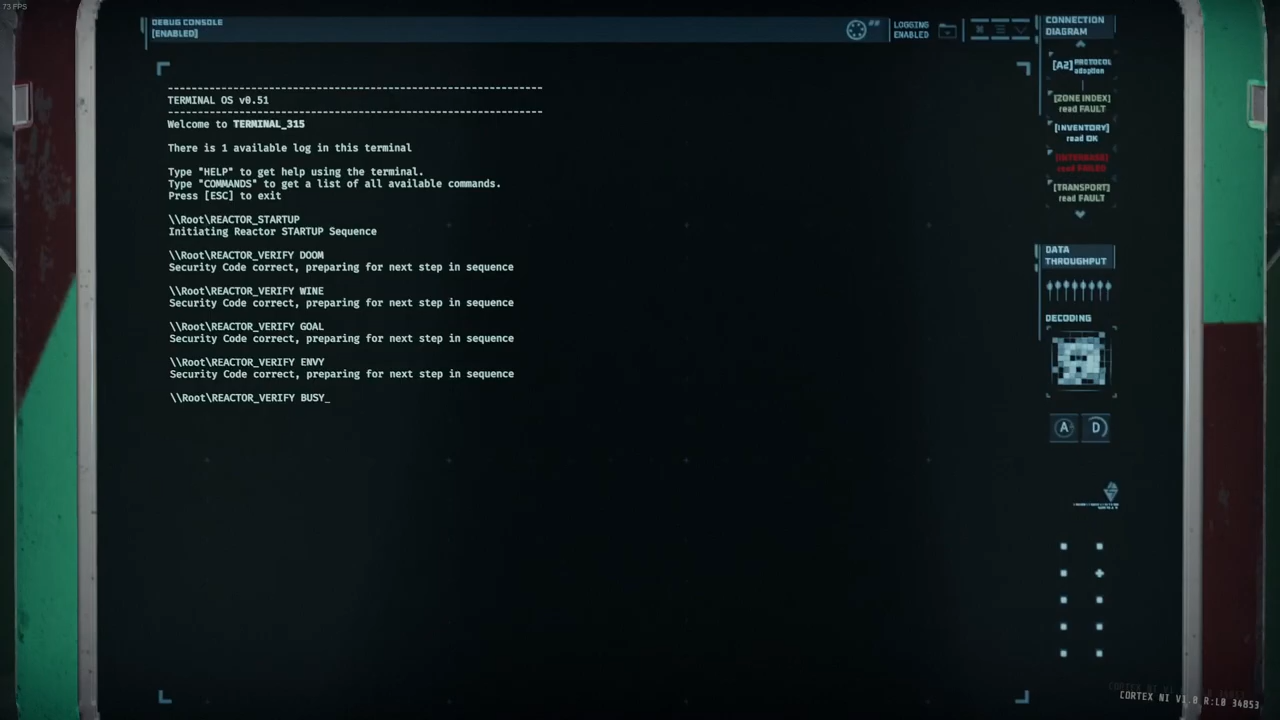 73 FPS
DEBUG CONSOLE
[ENABLED]
LOGGING
ENABLED
CONNECTION
DIAGRAM
[A2] PROTOCOL
adoption
[ZONE INDEX]
read FAULT
[INVENTORY]
read OK
[INTERBASE]
read FAILED
[TRANSPORT]
read FAULT
DATA
THROUGHPUT
DECODING
A D
---------------------------------------------------------------
TERMINAL OS v0.51
---------------------------------------------------------------
Welcome to TERMINAL_315
There is 1 available log in this terminal
Type "HELP" to get help using the terminal.
Type "COMMANDS" to get a list of all available commands.
Press [ESC] to exit
\\Root\REACTOR_STARTUP
Initiating Reactor STARTUP Sequence
\\Root\REACTOR_VERIFY DOOM
Security Code correct, preparing for next step in sequence
\\Root\REACTOR_VERIFY WINE
Security Code correct, preparing for next step in sequence
\\Root\REACTOR_VERIFY GOAL
Security Code correct, preparing for next step in sequence
\\Root\REACTOR_VERIFY ENVY
Security Code correct, preparing for next step in sequence
\\Root\REACTOR_VERIFY BUSY_
CORTEX NI V1.0 R:L0 34853